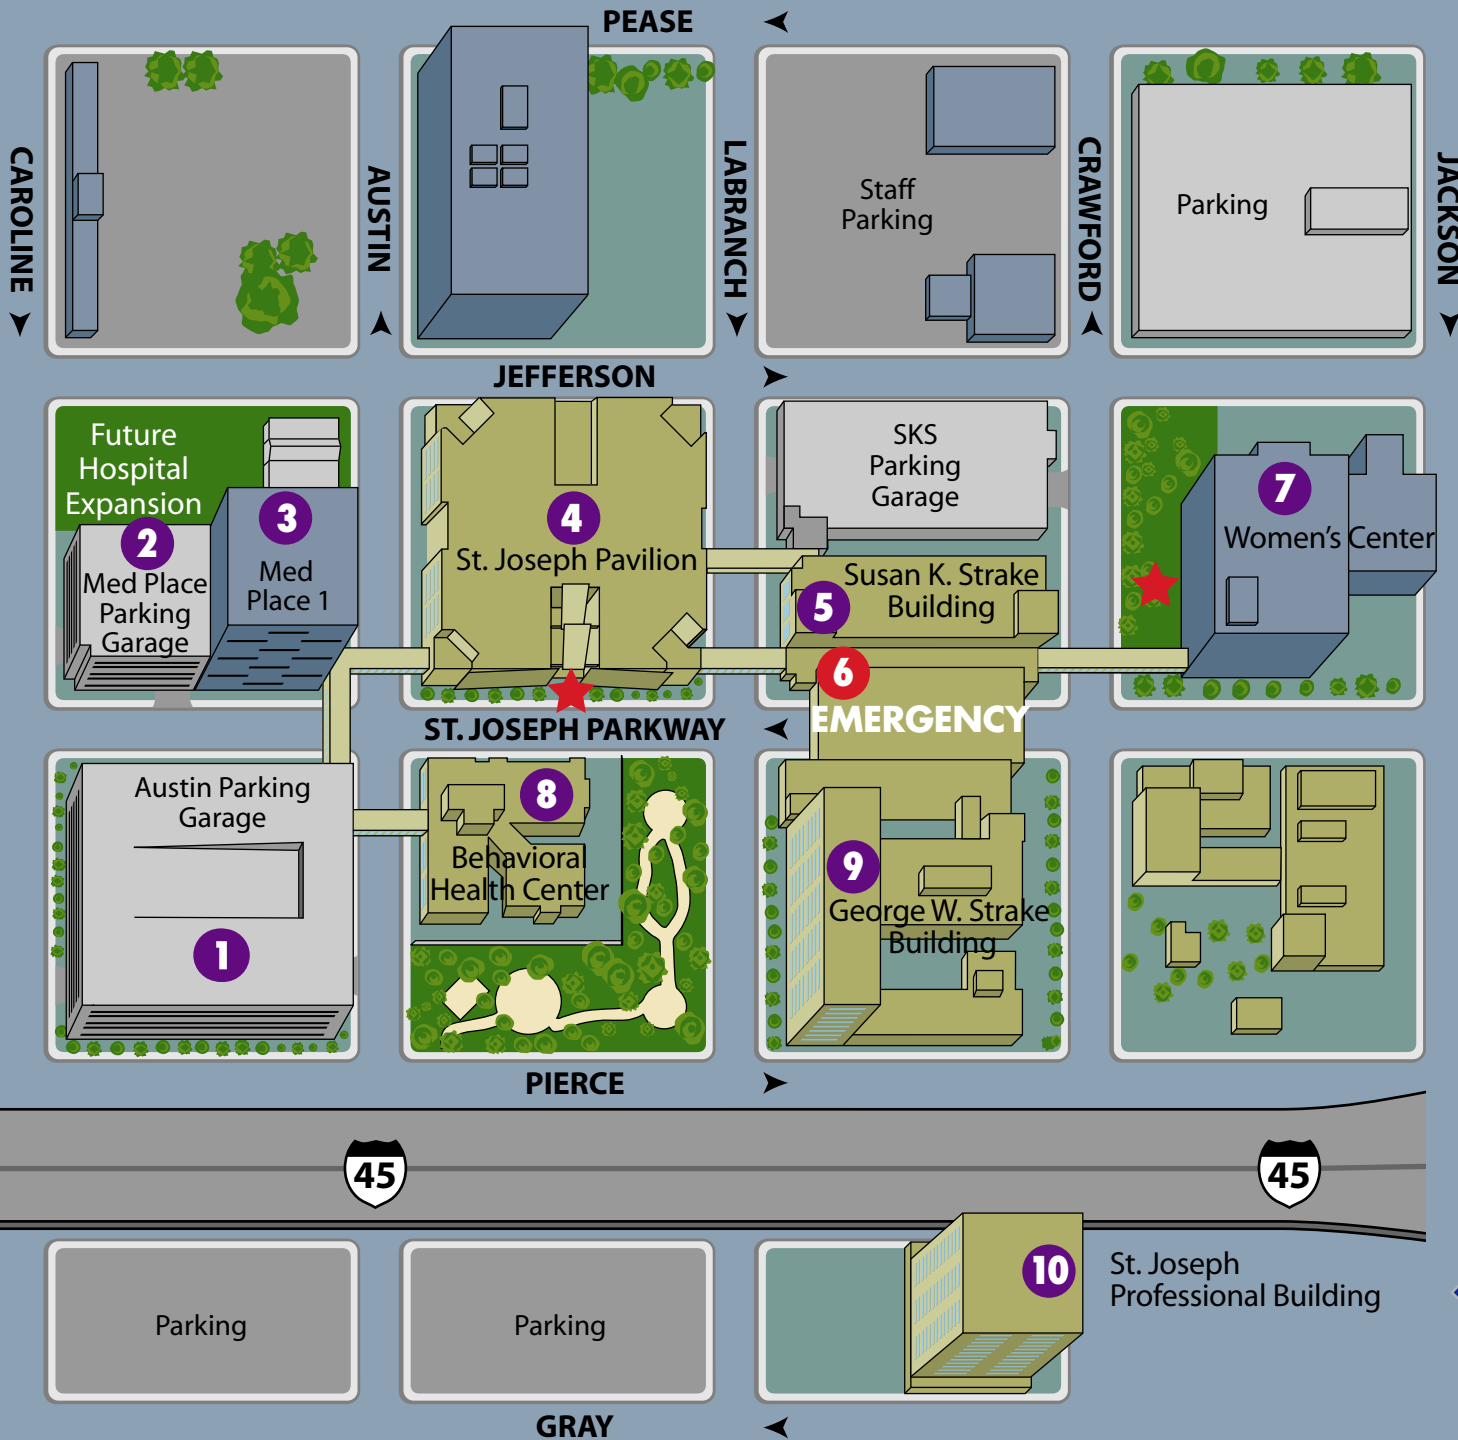 PEASE
CAROLINE
AUSTIN
LABRANCH
Staff
Parking
CRAWFORD
Parking
JACKSON
JEFFERSON
Future
Hospital
Expansion
2
Med Place
Parking
Garage
3
Med
Place 1
4
St. Joseph Pavilion
SKS
Parking
Garage
5
Susan K. Strake
Building
6
EMERGENCY
7
Women's Center
ST. JOSEPH PARKWAY
Austin Parking
Garage
1
8
Behavioral
Health Center
9
George W. Strake
Building
PIERCE
45
45
Parking
Parking
10
St. Joseph
Professional Building
GRAY